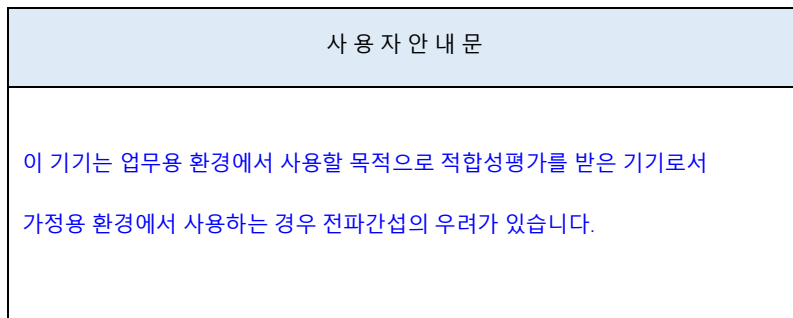 사 용 자 안 내 문
이 기기는 업무용 환경에서 사용할 목적으로 적합성평가를 받은 기기로서
가정용 환경에서 사용하는 경우 전파간섭의 우려가 있습니다.